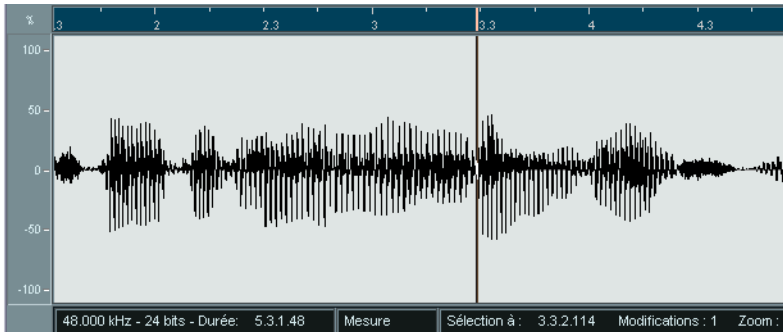 % .3 2 2.3 3 3.3 4 4.3
100
50
0
-50
-100
48.000 kHz - 24 bits - Durée: 5.3.1.48 Mesure Sélection à : 3.3.2.114 Modifications : 1 Zoom: